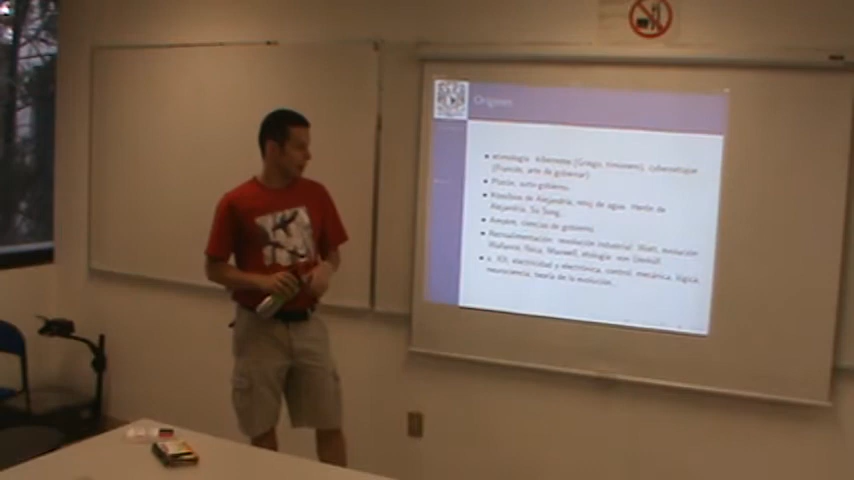 Origen
etimología: kibernetes (Griego, timonero), cybernetique
(Francés, arte de gobernar)
Platón, auto-gobierno.
Ktesibios de Alejandría, reloj de agua. Herón de
Alejandría, Su Song.
Ampère, ciencias de gobierno.
Retroalimentación: revolución industrial: Watt, evolución:
Wallance, física: Maxwell, etología: von Uexküll
s. XX, electricidad y electrónica, control, mecánica, lógica,
neurociencia, teoría de la evolución.